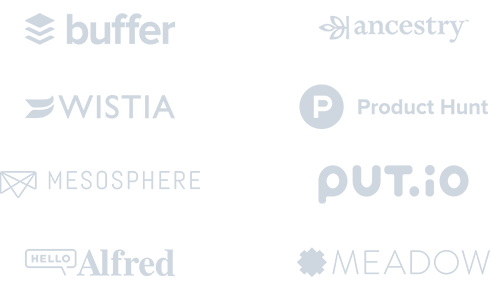 buffer
ancestry
WISTIA
P Product Hunt
MESOSPHERE
PUT.io
HELLO Alfred
MEADOW